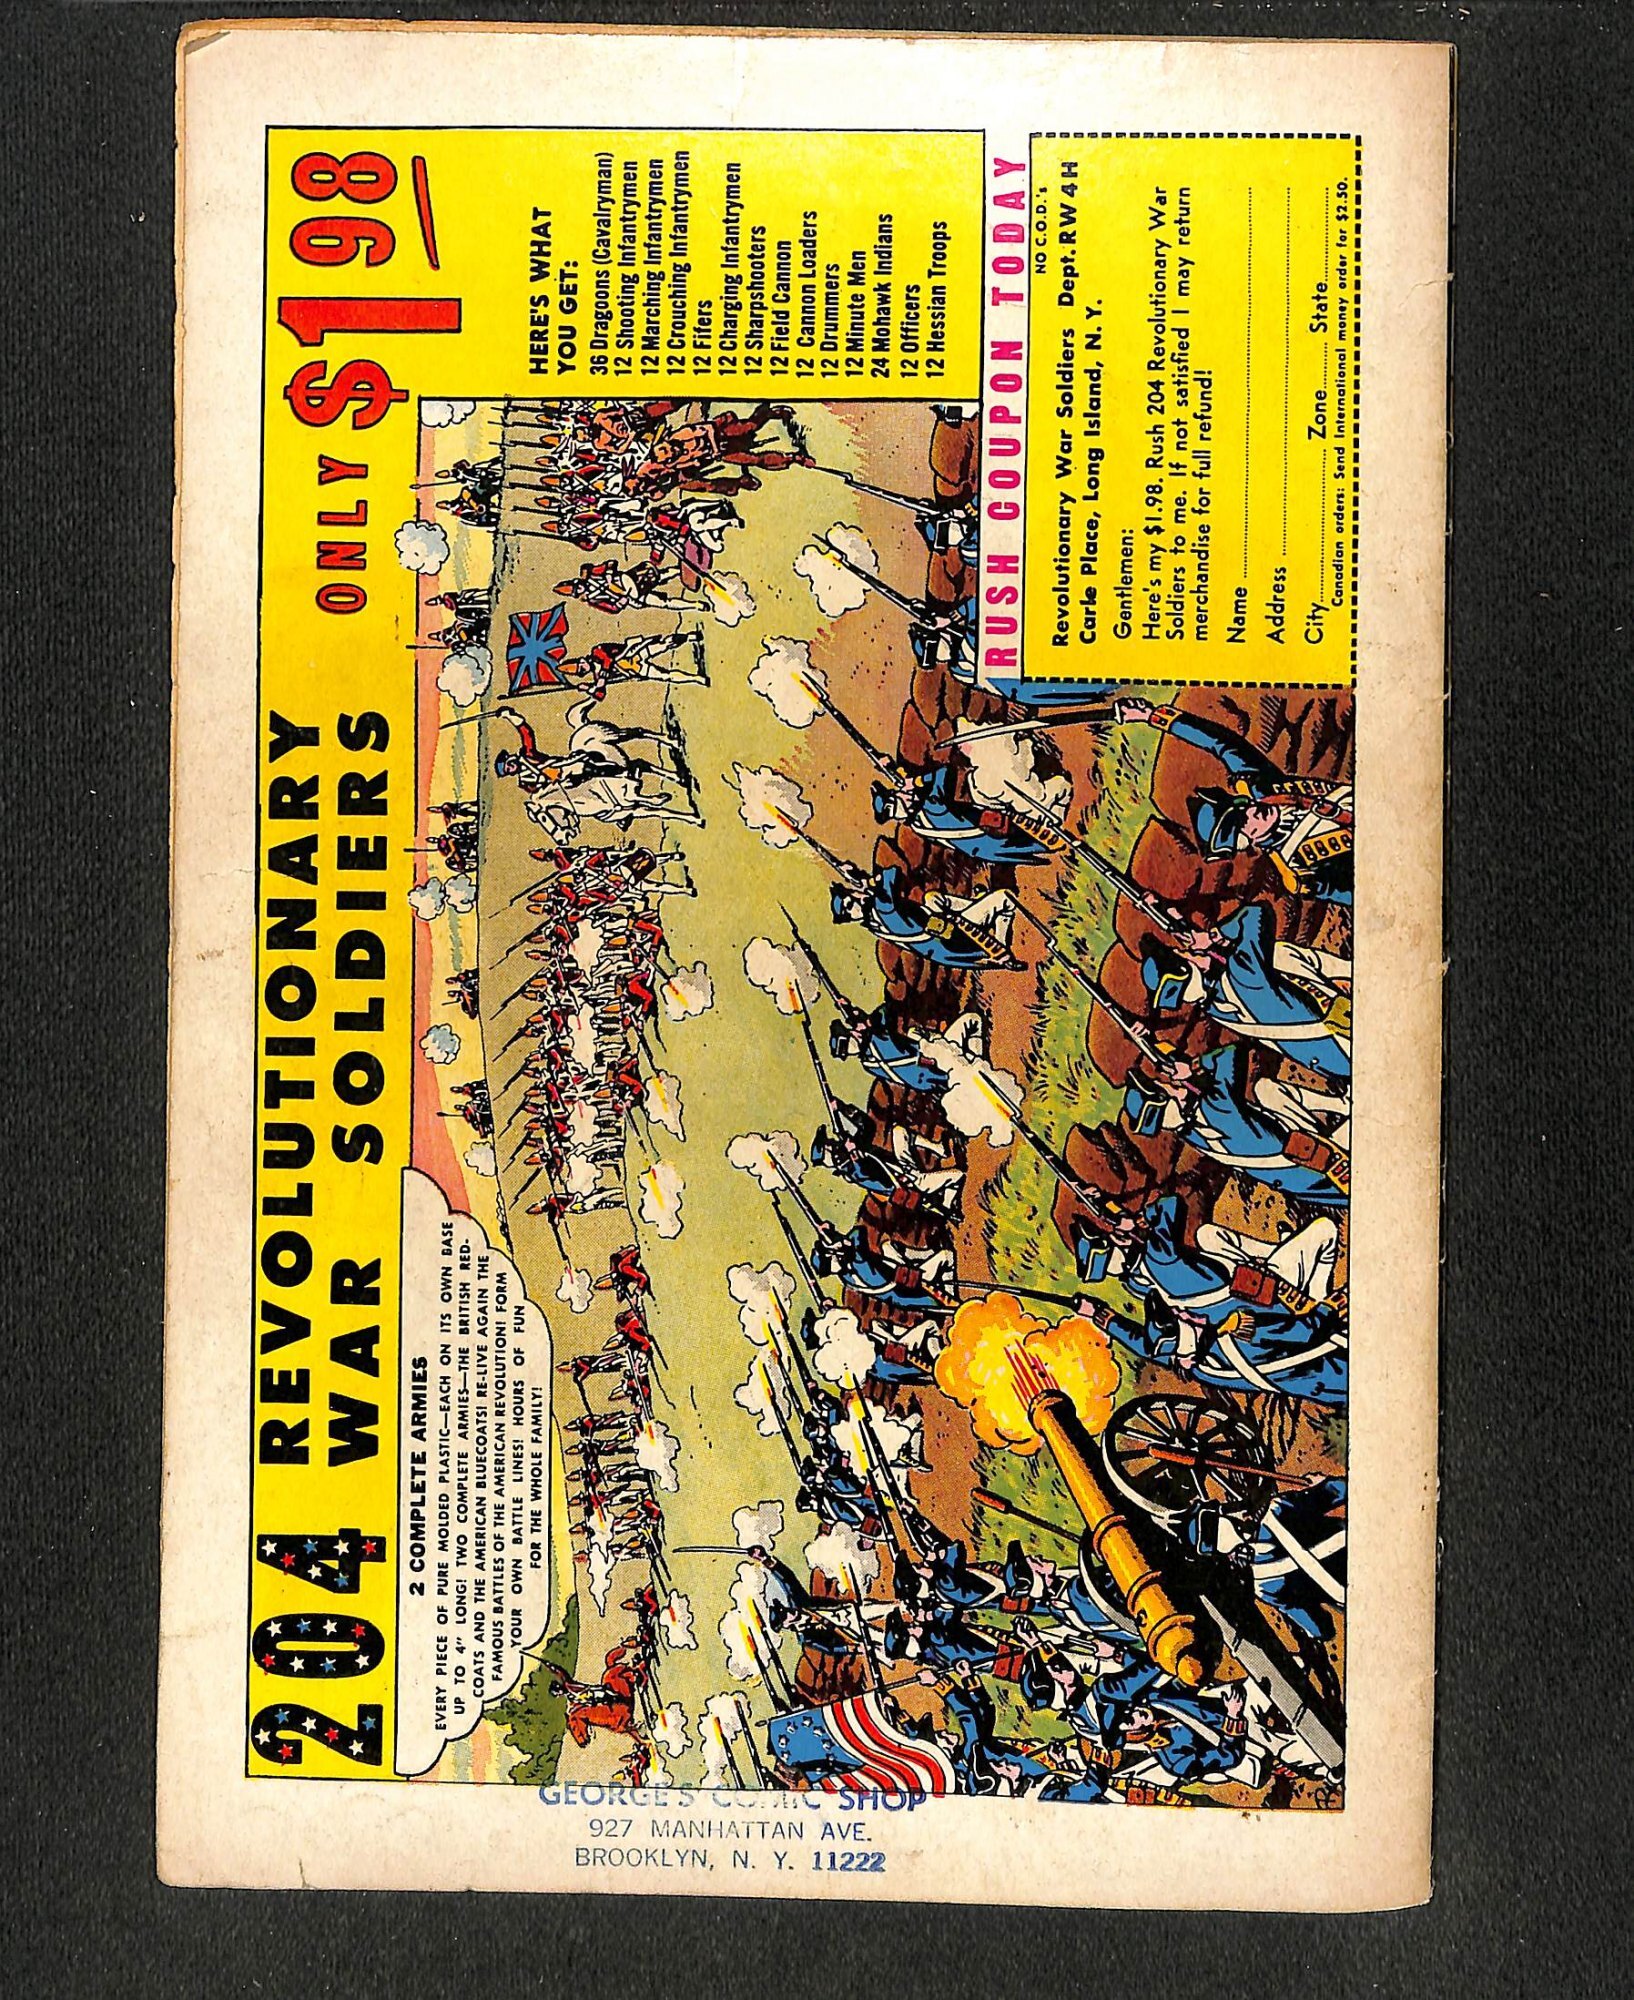 204 REVOLUTIONARY
WAR SOLDIERS
ONLY $1 98
2 COMPLETE ARMIES
EVERY PIECE OF PURE MOLDED PLASTIC—EACH ON ITS OWN BASE
UP TO 4" LONG! TWO COMPLETE ARMIES—THE BRITISH RED-
COATS AND THE AMERICAN BLUECOATS! RE-LIVE AGAIN THE
FAMOUS BATTLES OF THE AMERICAN REVOLUTION! FORM
YOUR OWN BATTLE LINES! HOURS OF FUN
FOR THE WHOLE FAMILY!
HERE'S WHAT
YOU GET:
36 Dragoons (Cavalryman)
12 Shooting Infantrymen
12 Marching Infantrymen
12 Crouching Infantrymen
12 Fifers
12 Charging Infantrymen
12 Sharpshooters
12 Field Cannon
12 Cannon Loaders
12 Drummers
12 Minute Men
24 Mohawk Indians
12 Officers
12 Hessian Troops
RUSH COUPON TODAY
NO C.O.D.'s
Revolutionary War Soldiers Dept. RW4H
Carle Place, Long Island, N. Y.
Gentlemen:
Here's my $1.98. Rush 204 Revolutionary War
Soldiers to me. If not satisfied I may return
merchandise for full refund!
Name
Address
City Zone State
Canadian orders: Send International money order for $2.50.
GEORGE'S COMIC SHOP
927 MANHATTAN AVE.
BROOKLYN, N. Y. 11222